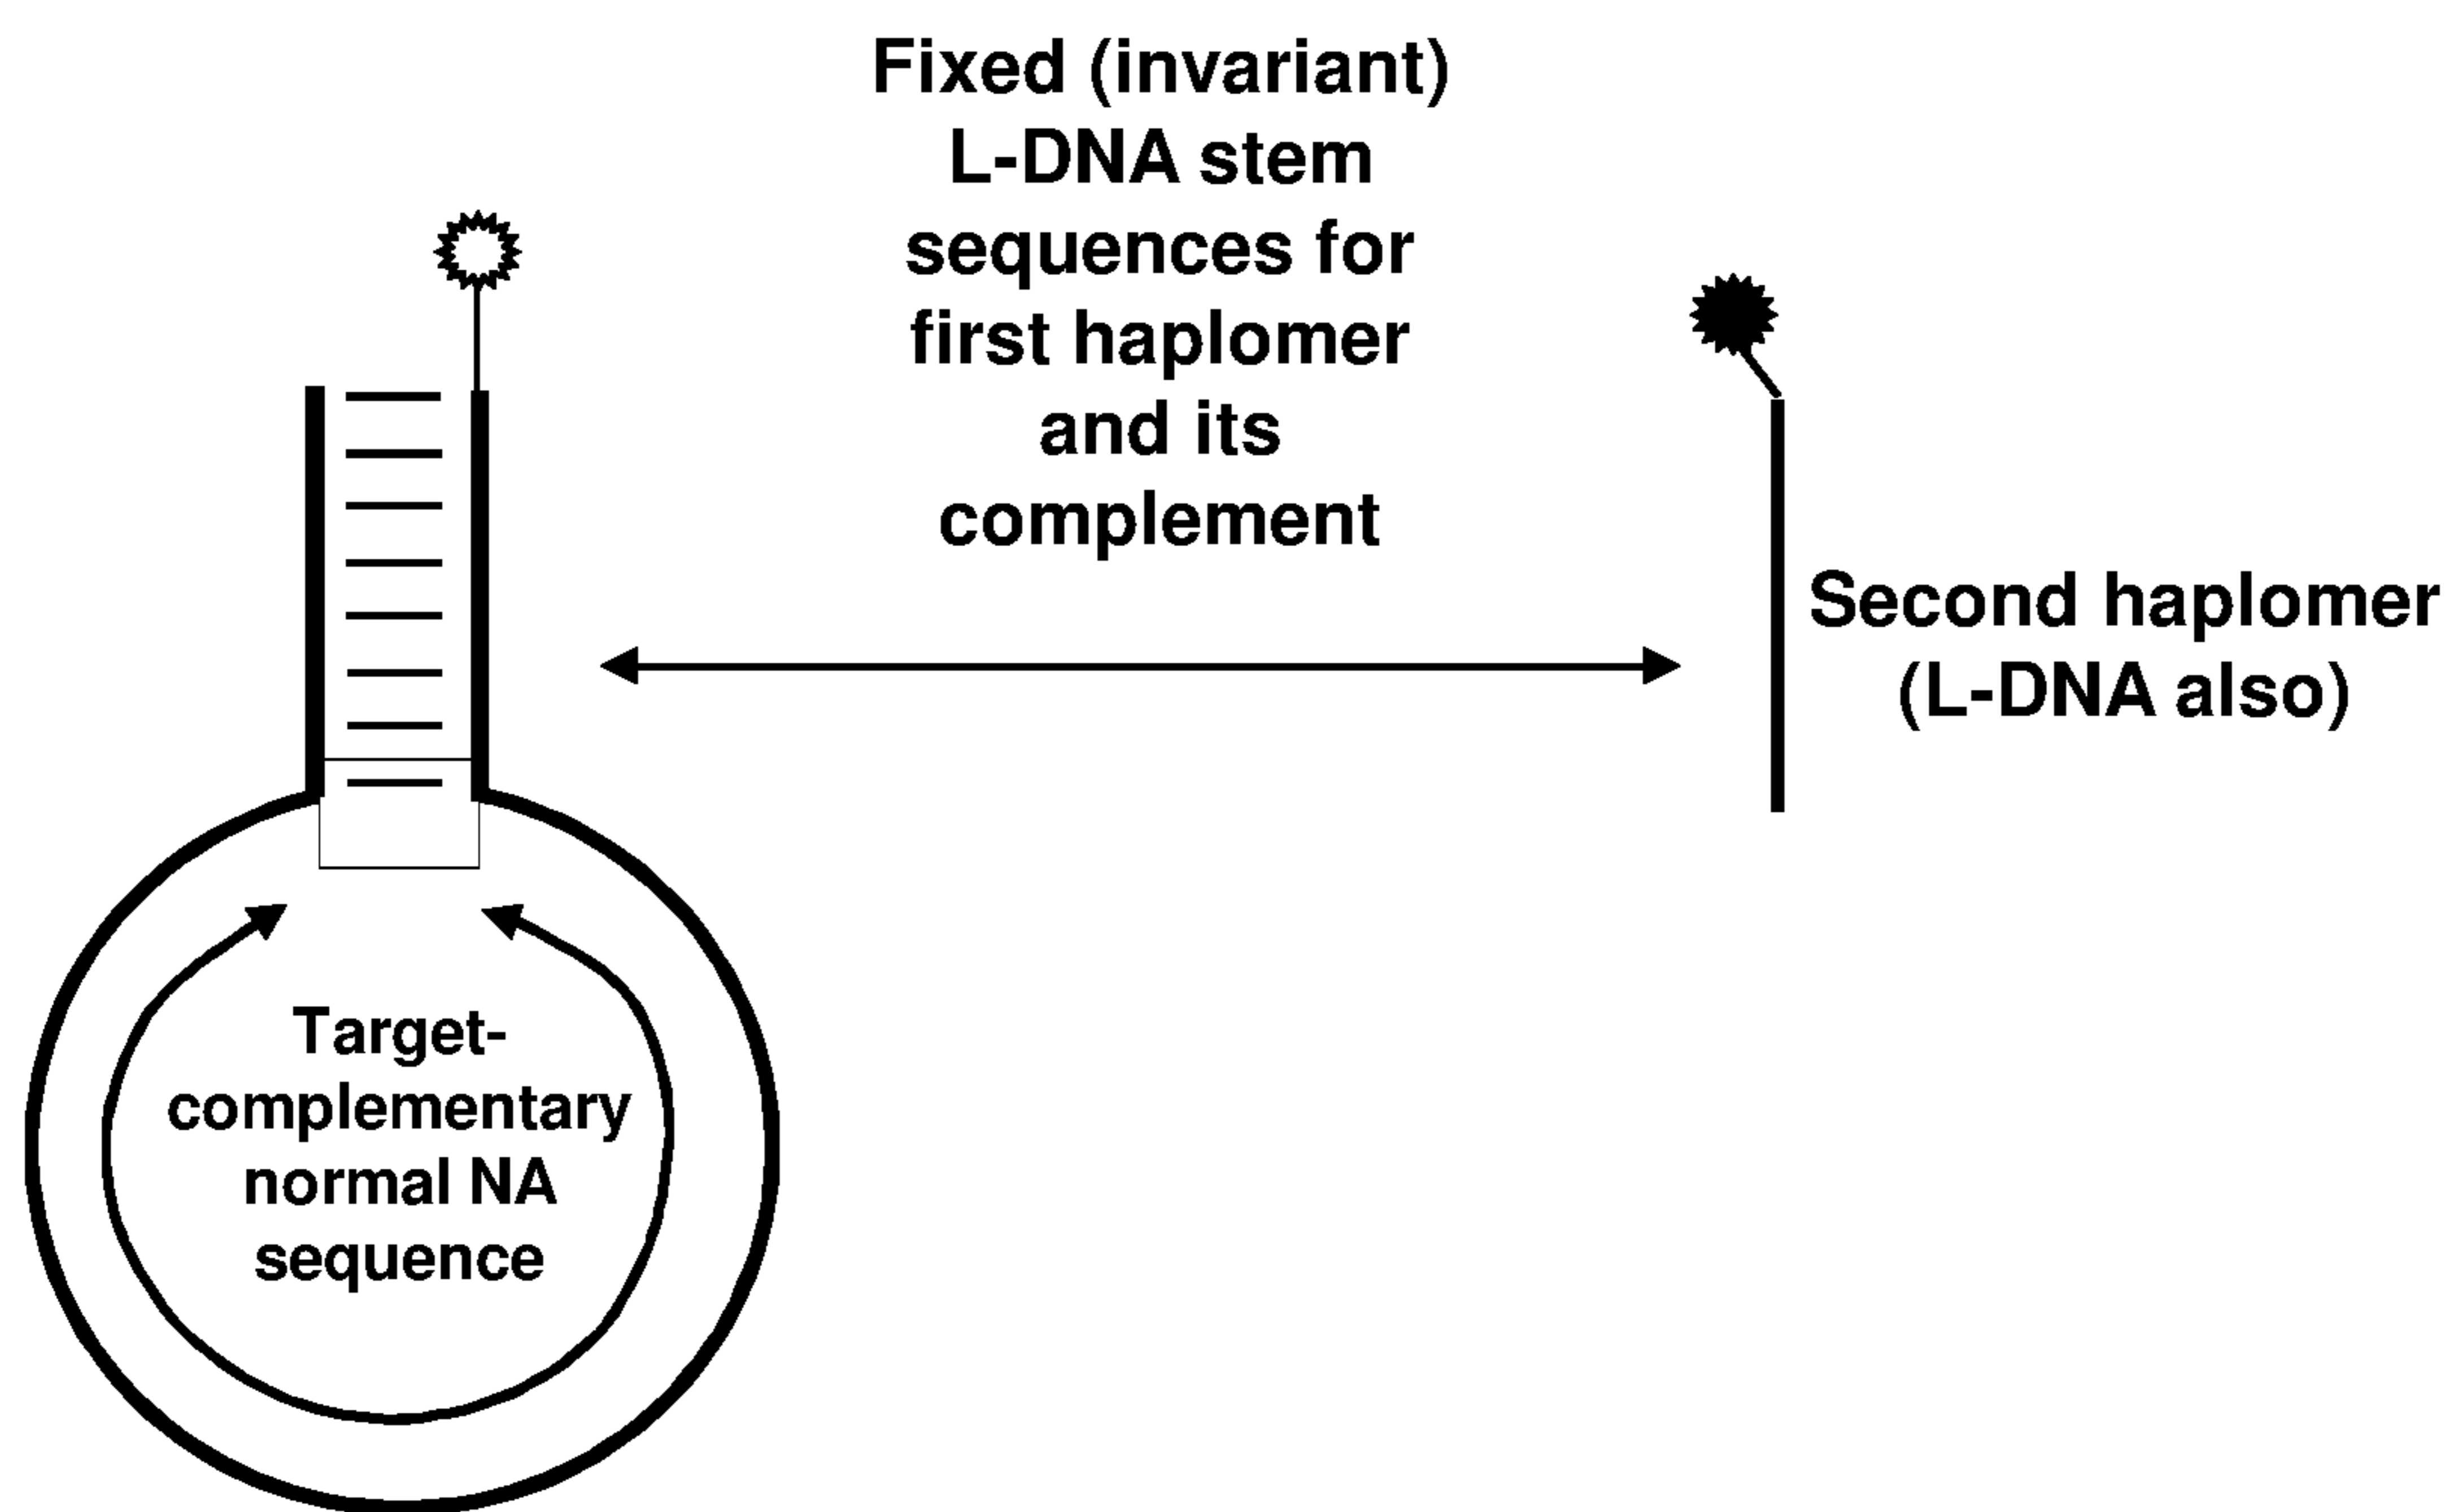 Fixed (invariant)
L-DNA stem
sequences for
first haplomer
and its
complement
Second haplomer
(L-DNA also)
Target-
complementary
normal NA
sequence